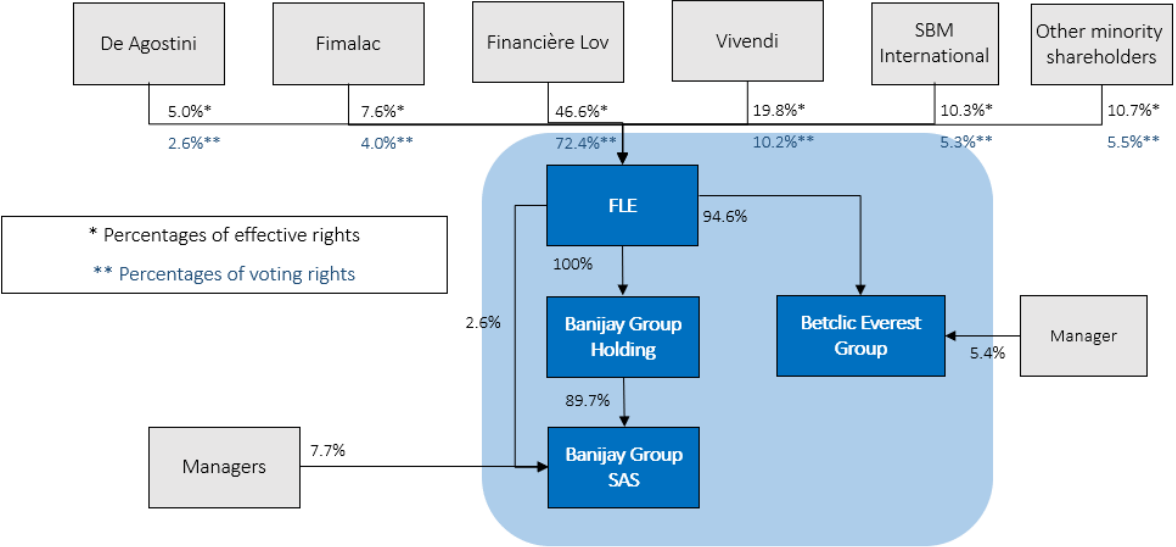 De Agostini
Fimalac
Financière Lov
Vivendi
SBM
International
Other minority
shareholders
5.0%*
7.6%*
46.6%*
19.8%*
10.3%*
10.7%*
2.6%**
4.0%**
72.4%**
10.2%**
5.3%**
5.5%**
FLE
94.6%
* Percentages of effective rights
** Percentages of voting rights
100%
2.6%
Banijay Group
Holding
Betclic Everest
Group
Manager
5.4%
89.7%
Managers
7.7%
Banijay Group
SAS